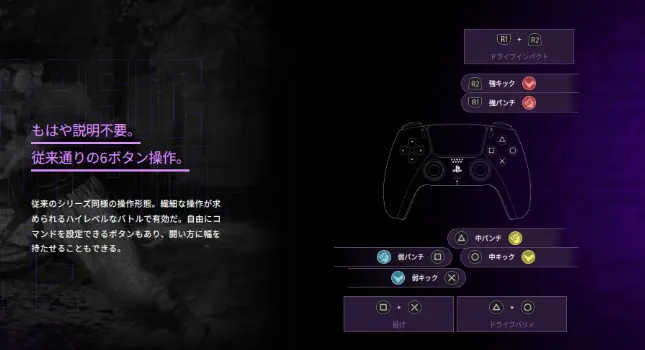 もはや説明不要。
従来通りの6ボタン操作。
従来のシリーズ同様の操作形態。繊細な操作が求
められるハイレベルなバトルで有効だ。自由にコ
マンドを設定できるボタンもあり、闘い方に幅を
持たせることもできる。
R1 + R2
ドライブインパクト
R2 強キック
R1 強パンチ
中パンチ
弱パンチ 中キック
弱キック
+ +
投げ ドライブパリィ